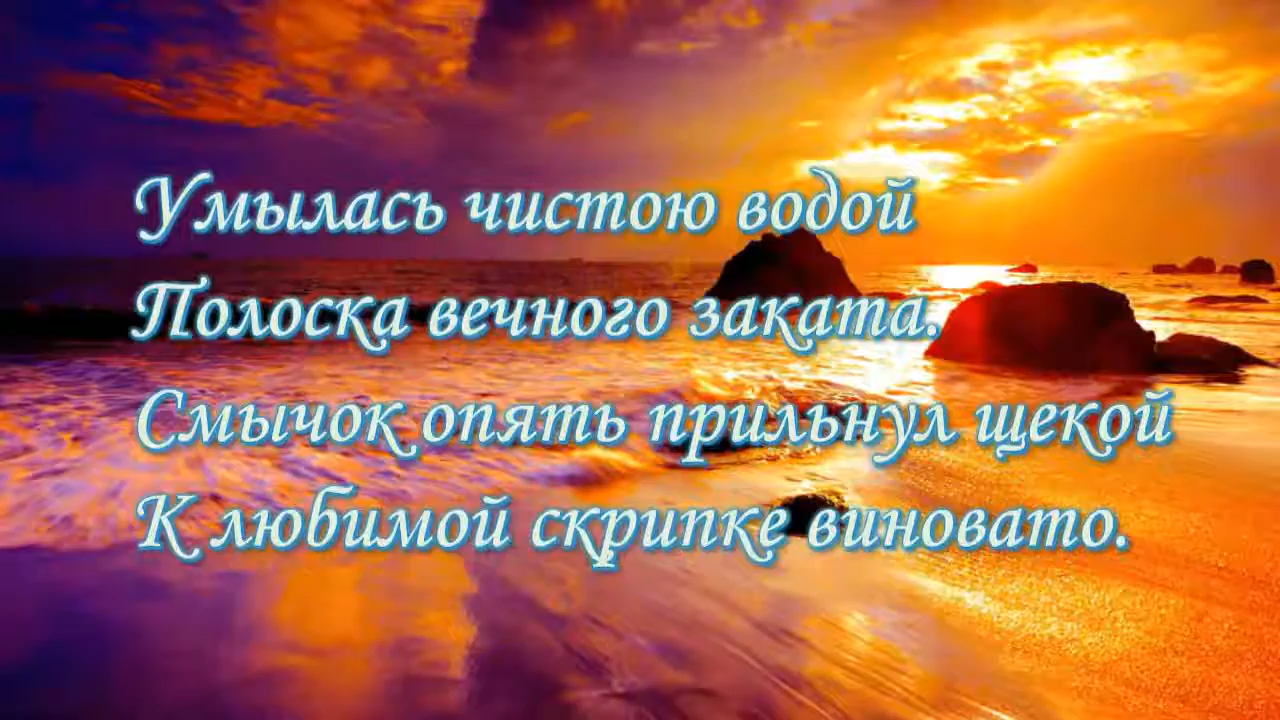 Умылась чистою водой
Полоска вечного заката.
Смычок опять прильнул щекой
К любимой скрипке виновато.